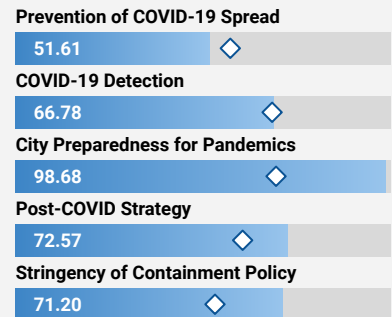 Prevention of COVID-19 Spread
51.61
COVID-19 Detection
66.78
City Preparedness for Pandemics
98.68
Post-COVID Strategy
72.57
Stringency of Containment Policy
71.20